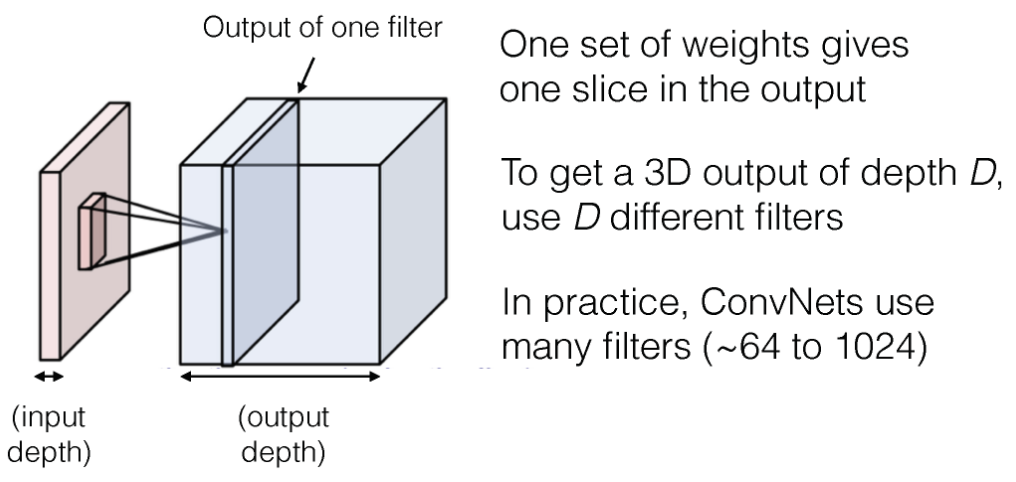 Output of one filter
One set of weights gives
one slice in the output
To get a 3D output of depth D,
use D different filters
In practice, ConvNets use
many filters (~64 to 1024)
(input
depth)
(output
depth)